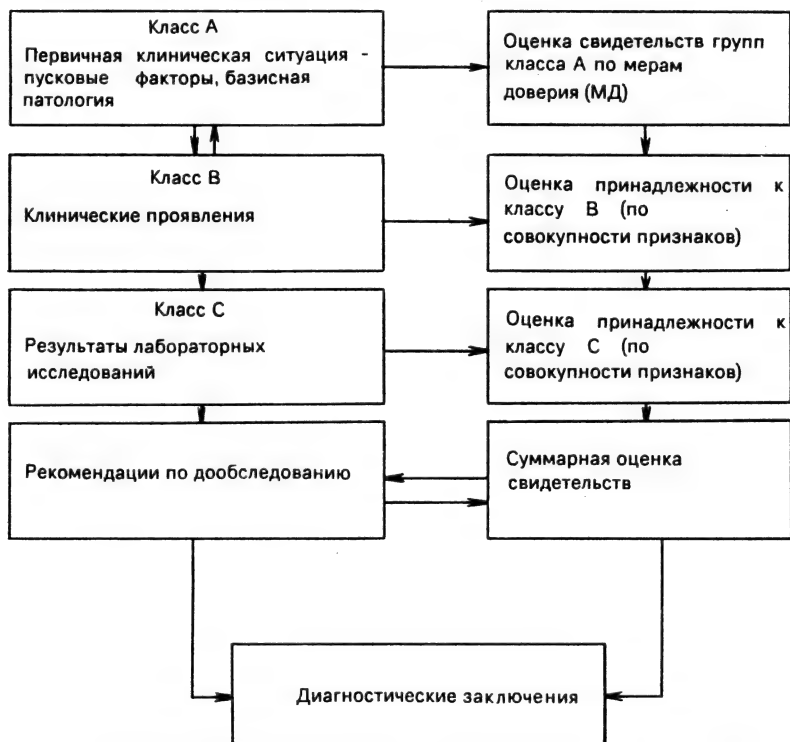 Класс А
Первичная клиническая ситуация -
пусковые факторы, базисная
патология
Оценка свидетельств групп
класса А по мерам
доверия (МД)
Класс В
Клинические проявления
Оценка принадлежности к
классу В (по
совокупности признаков)
Класс С
Результаты лабораторных
исследований
Оценка принадлежности к
классу С (по
совокупности признаков)
Рекомендации по дообследованию
Суммарная оценка
свидетельств
Диагностические заключения